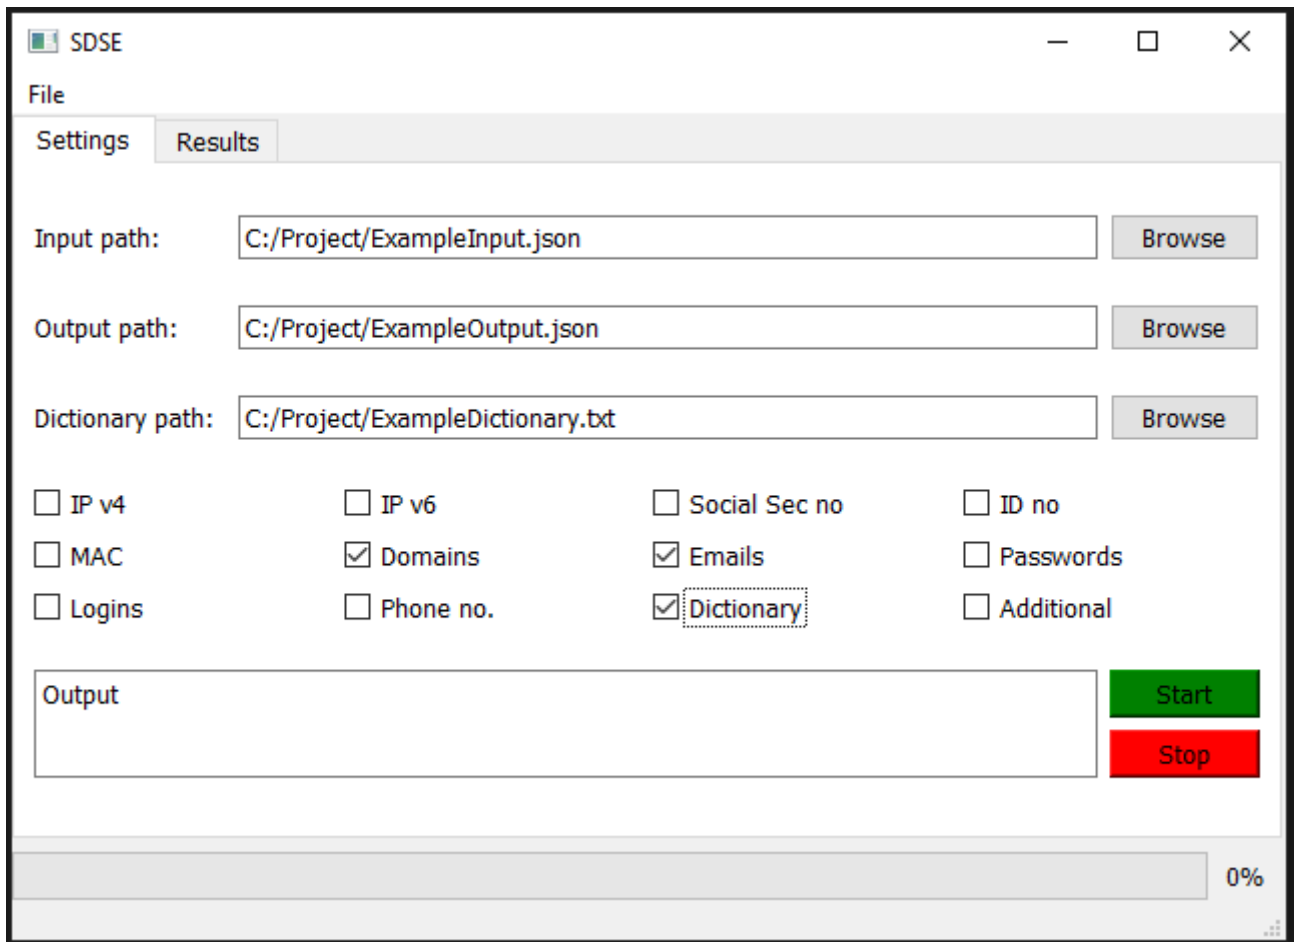 SDSE
File
Settings Results
Input path: C:/Project/ExampleInput.json Browse
Output path: C:/Project/ExampleOutput.json Browse
Dictionary path: C:/Project/ExampleDictionary.txt Browse
IP v4 IP v6 Social Sec no ID no
MAC Domains Emails Passwords
Logins Phone no. Dictionary Additional
Output Start
Stop
0%